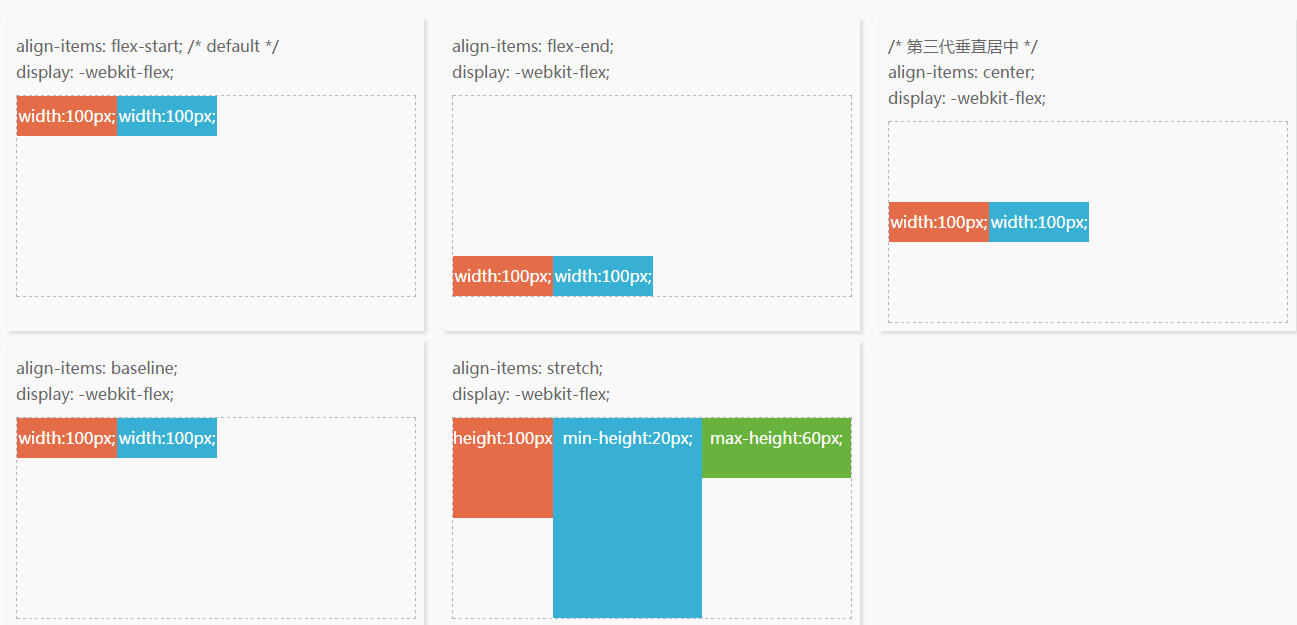 align-items: flex-start; /* default */
display: -webkit-flex;
width:100px;width:100px;
align-items: flex-end;
display: -webkit-flex;
width:100px;width:100px;
/* 第三代垂直居中 */
align-items: center;
display: -webkit-flex;
width:100px;width:100px;
align-items: baseline;
display: -webkit-flex;
width:100px;width:100px;
align-items: stretch;
display: -webkit-flex;
height:100px min-height:20px; max-height:60px;